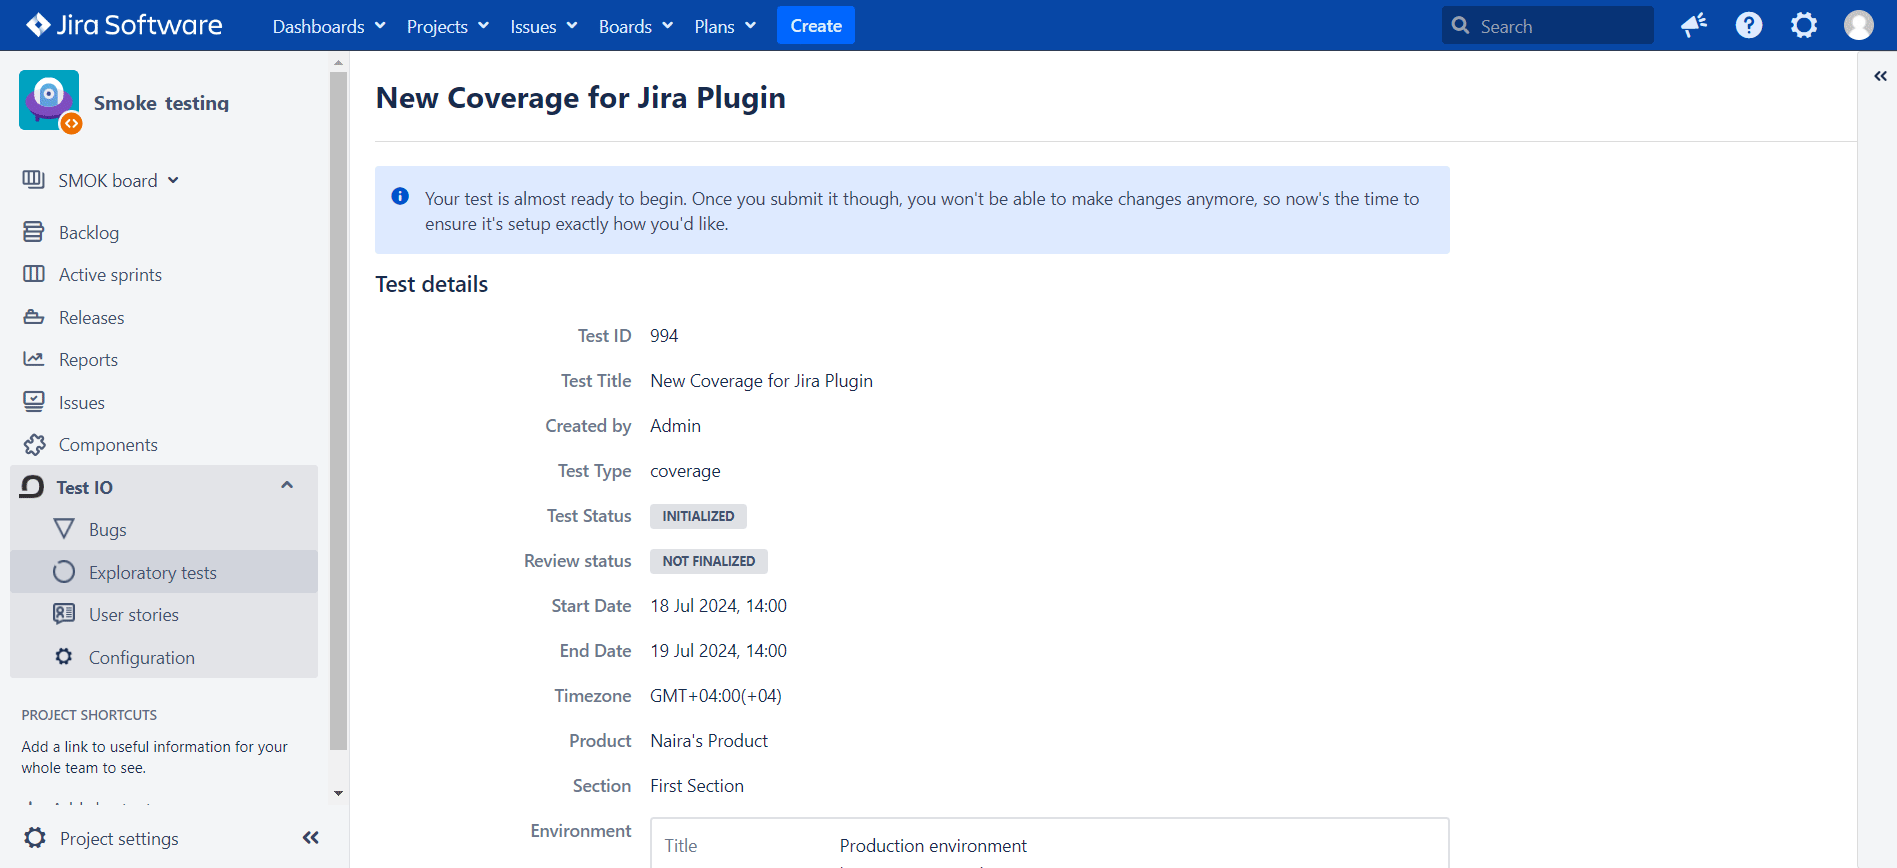 Jira Software
Dashboards
Projects
Issues
Boards
Plans
Create
Search
Smoke testing
SMOK board
Backlog
Active sprints
Releases
Reports
Issues
Components
Test IO
Bugs
Exploratory tests
User stories
Configuration
PROJECT SHORTCUTS
Add a link to useful information for your
whole team to see.
Project settings
New Coverage for Jira Plugin
Your test is almost ready to begin. Once you submit it though, you won't be able to make changes anymore, so now's the time to
ensure it's setup exactly how you'd like.
Test details
Test ID 994
Test Title New Coverage for Jira Plugin
Created by Admin
Test Type coverage
Test Status INITIALIZED
Review status NOT FINALIZED
Start Date 18 Jul 2024, 14:00
End Date 19 Jul 2024, 14:00
Timezone GMT+04:00(+04)
Product Naira's Product
Section First Section
Environment
Title Production environment